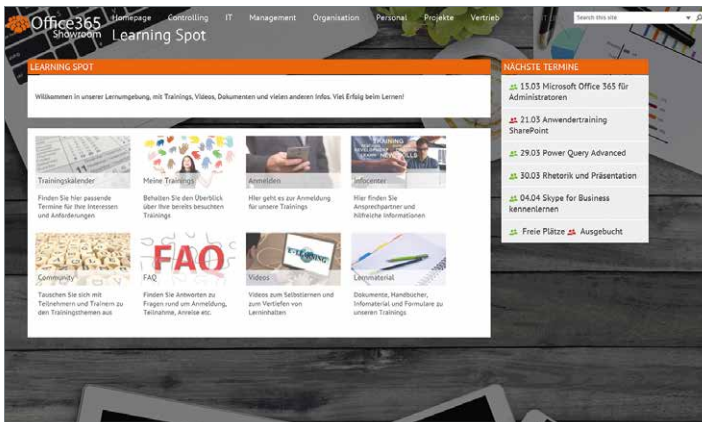 Office365
Showroom
Homepage Controlling IT Management Organisation Personal Projekte Vertrieb
Search this site
Learning Spot
LEARNING SPOT
Willkommen in unserer Lernumgebung, mit Trainings, Videos, Dokumenten und vielen anderen Infos. Viel Erfolg beim Lernen!
Trainingskalender
Finden Sie hier passende
Termine für Ihre Interessen
und Anforderungen
Meine Trainings
Behalten Sie den Überblick
über Ihre bereits besuchten
Trainings
Anmelden
Hier geht es zur Anmeldung
für unsere Trainings
TRAINING
SKILLS
Infocenter
Hier finden Sie
Ansprechpartner und
hilfreiche Informationen
Community
Tauschen Sie sich mit
Teilnehmern und Trainern zu
den Trainingsthemen aus
FAQ
FAQ
Finden Sie Antworten zu
Fragen rund um Anmeldung,
Teilnahme, Anreise etc.
E-LEARNING
Videos
Videos zum Selbstlernen und
zum Vertiefen von
Lerninhalten
Lernmaterial
Dokumente, Handbücher,
Infomaterial und Formulare zu
unseren Trainings
NÄCHSTE TERMINE
15.03 Microsoft Office 365 für
Administratoren
21.03 Anwendertraining
SharePoint
29.03 Power Query Advanced
30.03 Rhetorik und Präsentation
04.04 Skype for Business
kennenlernen
Freie Plätze Ausgebucht